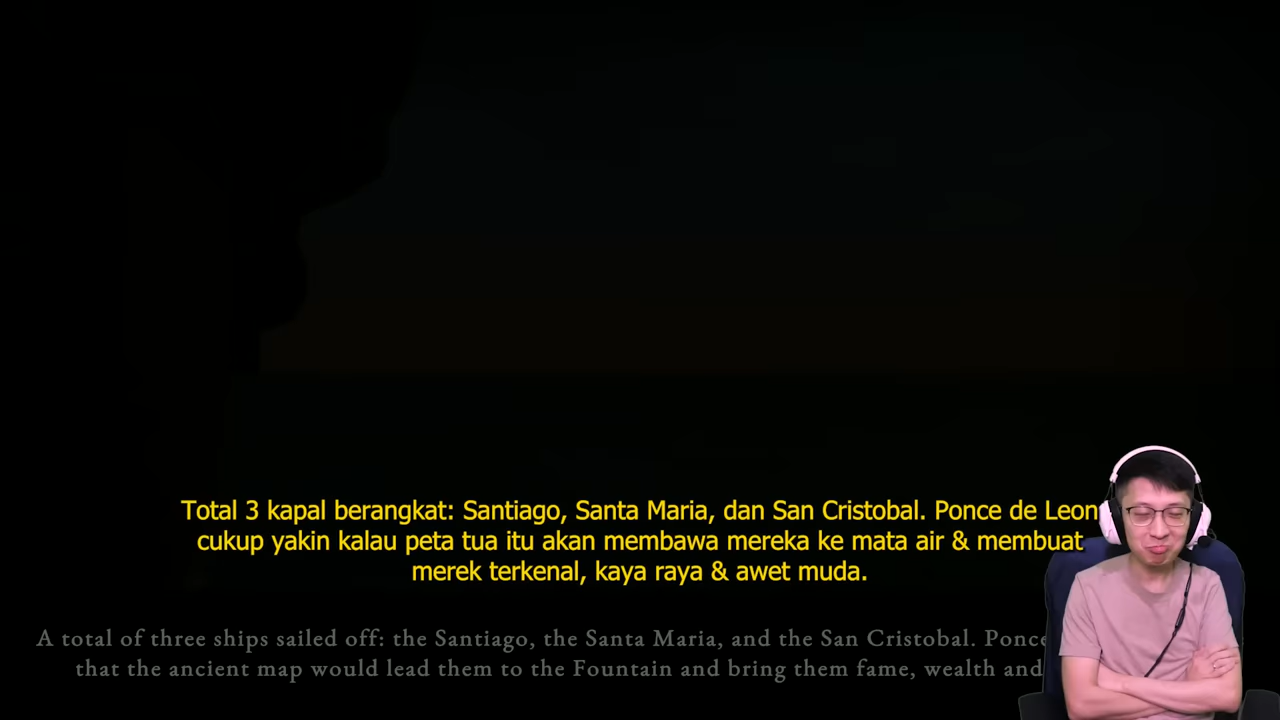 Total 3 kapal berangkat: Santiago, Santa Maria, dan San Cristobal. Ponce de Leon
cukup yakin kalau peta tua itu akan membawa mereka ke mata air & membuat
merek terkenal, kaya raya & awet muda.
A total of three ships sailed off: the Santiago, the Santa Maria, and the San Cristobal. Ponce
that the ancient map would lead them to the Fountain and bring them fame, wealth and